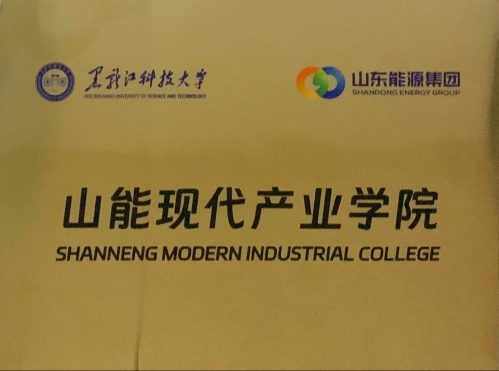 黑龙江科技大学
HEILONGJIANG UNIVERSITY OF SCIENCE AND TECHNOLOGY
山东能源集团
SHANDONG ENERGY GROUP
山能现代产业学院
SHANNENG MODERN INDUSTRIAL COLLEGE